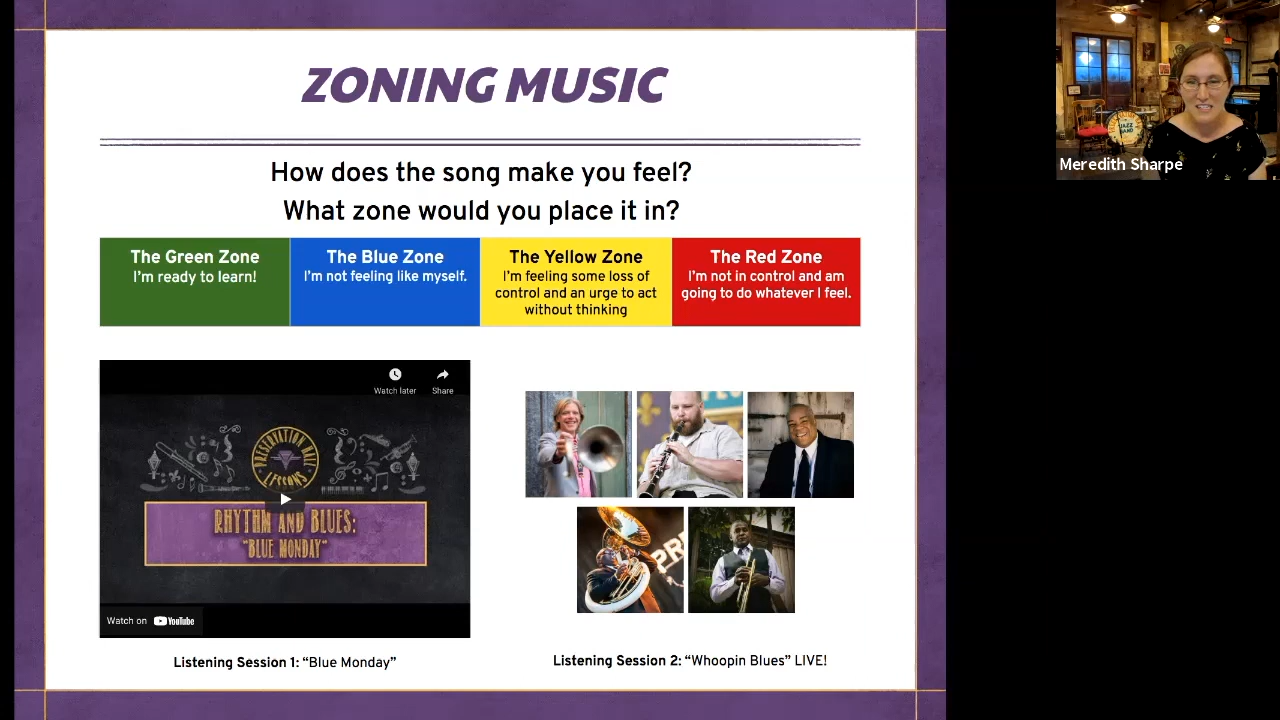 ZONING MUSIC
How does the song make you feel?
What zone would you place it in?
The Green Zone
I'm ready to learn!
The Blue Zone
I'm not feeling like myself.
The Yellow Zone
I'm feeling some loss of
control and an urge to act
without thinking
The Red Zone
I'm not in control and am
going to do whatever I feel.
Watch later
Share
PRESERVATION HALL
LESSONS
RHYTHM AND BLUES:
"BLUE MONDAY"
Watch on YouTube
Listening Session 1: “Blue Monday”
PRE
Listening Session 2: “Whoopin Blues” LIVE!
JAZZ
BAND
Meredith Sharpe